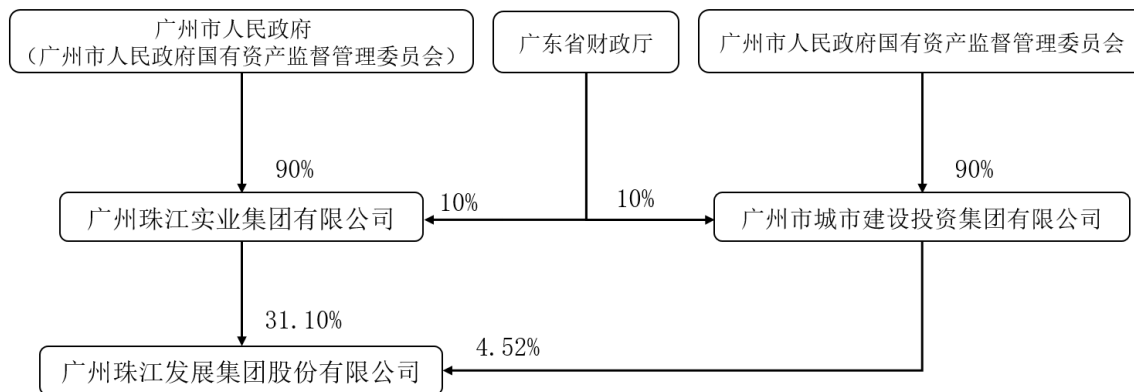 广州市人民政府
（广州市人民政府国有资产监督管理委员会）
广东省财政厅
广州市人民政府国有资产监督管理委员会
90%
90%
10%
10%
广州珠江实业集团有限公司
广州市城市建设投资集团有限公司
31.10%
4.52%
广州珠江发展集团股份有限公司